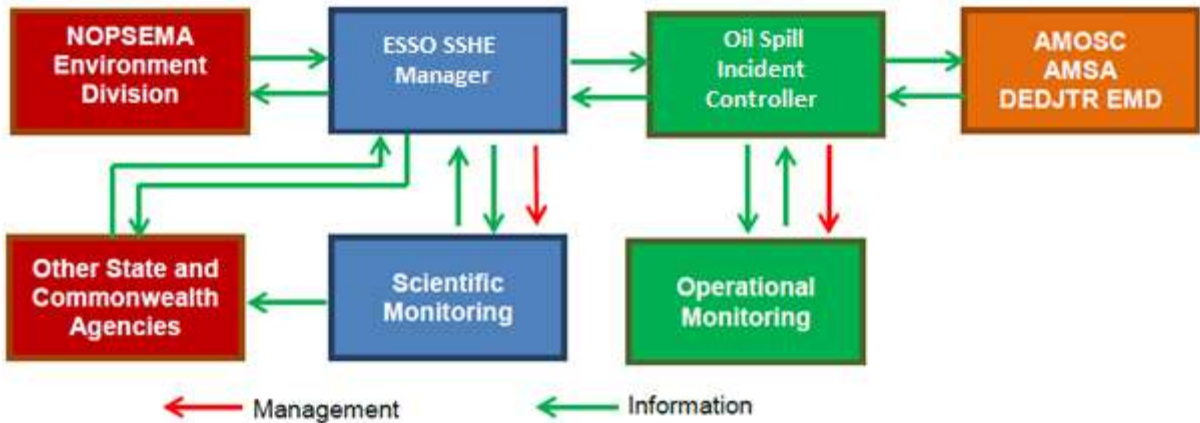 NOPSEMA
Environment
Division
ESSO SSHE
Manager
Oil Spill
Incident
Controller
AMOSC
AMSA
DEDJTR EMD
Other State and
Commonwealth
Agencies
Scientific
Monitoring
Operational
Monitoring
Management
Information